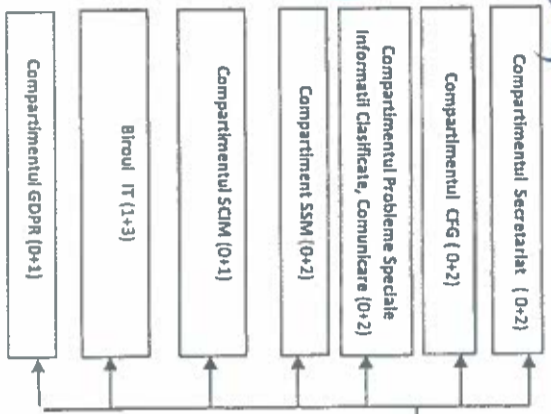 Compartimentul Secretariat ( 0+2)
Compartimentul CFG ( 0+2)
Compartimentul Probleme Speciale
Informatii Clasificate, Comunicare (0+2)
Compartiment SSM (0+2)
Compartimentul SCIM (0+1)
Biroul IT (1+3)
Compartimentul GDPR (0+1)